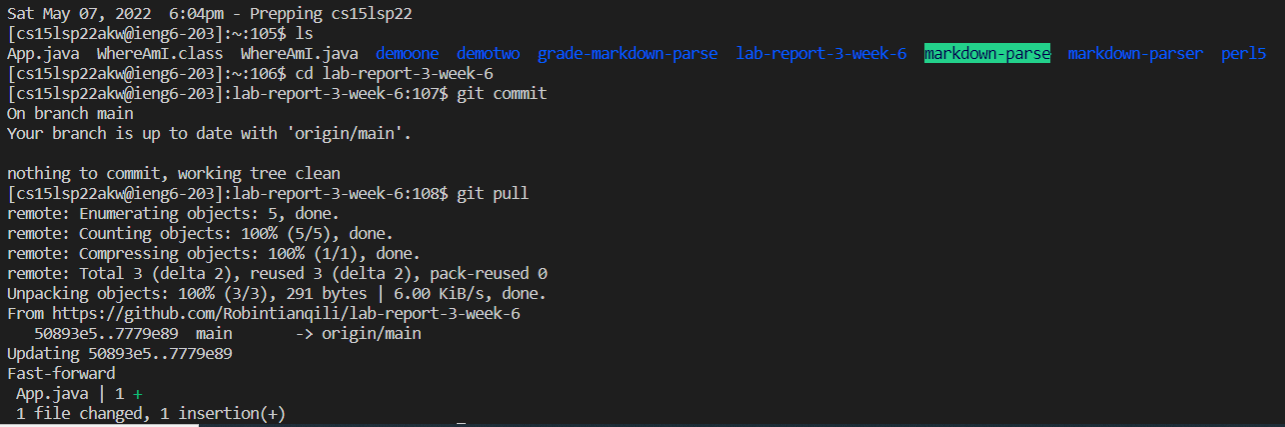 Sat May 07, 2022  6:04pm - Prepping cs15lsp22
[cs15lsp22akw@ieng6-203]:~:105$ ls
App.java  WhereAmI.class  WhereAmI.java  demoone  demotwo  grade-markdown-parse  lab-report-3-week-6  markdown-parse  markdown-parser  perl5
[cs15lsp22akw@ieng6-203]:~:106$ cd lab-report-3-week-6
[cs15lsp22akw@ieng6-203]:lab-report-3-week-6:107$ git commit
On branch main
Your branch is up to date with 'origin/main'.
nothing to commit, working tree clean
[cs15lsp22akw@ieng6-203]:lab-report-3-week-6:108$ git pull
remote: Enumerating objects: 5, done.
remote: Counting objects: 100% (5/5), done.
remote: Compressing objects: 100% (1/1), done.
remote: Total 3 (delta 2), reused 3 (delta 2), pack-reused 0
Unpacking objects: 100% (3/3), 291 bytes | 6.00 KiB/s, done.
From https://github.com/Robintianqili/lab-report-3-week-6
   50893e5..7779e89  main       -> origin/main
Updating 50893e5..7779e89
Fast-forward
 App.java | 1 +
 1 file changed, 1 insertion(+)